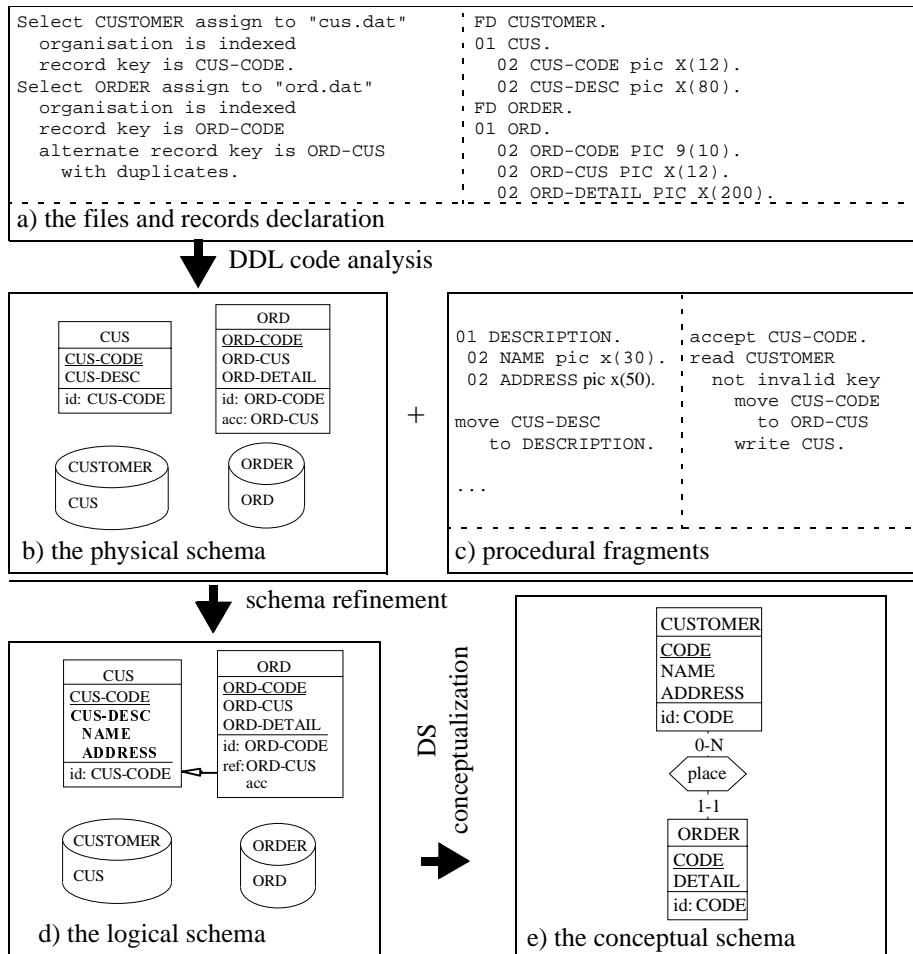 Select CUSTOMER assign to "cus.dat"
organisation is indexed
record key is CUS-CODE.
Select ORDER assign to "ord.dat"
organisation is indexed
record key is ORD-CODE
alternate record key is ORD-CUS
with duplicates.
FD CUSTOMER.
01 CUS.
02 CUS-CODE pic X(12).
02 CUS-DESC pic X(80).
FD ORDER.
01 ORD.
02 ORD-CODE PIC 9(10).
02 ORD-CUS PIC X(12).
02 ORD-DETAIL PIC X(200).
a) the files and records declaration
DDL code analysis
CUS
CUS-CODE
CUS-DESC
id: CUS-CODE
ORD
ORD-CODE
ORD-CUS
ORD-DETAIL
id: ORD-CODE
acc: ORD-CUS
CUSTOMER
CUS
ORDER
ORD
b) the physical schema
+
01 DESCRIPTION.
02 NAME pic x(30).
02 ADDRESS pic x(50).
move CUS-DESC
to DESCRIPTION.
...
accept CUS-CODE.
read CUSTOMER
not invalid key
move CUS-CODE
to ORD-CUS
write CUS.
c) procedural fragments
schema refinement
CUS
CUS-CODE
CUS-DESC
NAME
ADDRESS
id: CUS-CODE
ORD
ORD-CODE
ORD-CUS
ORD-DETAIL
id: ORD-CODE
ref: ORD-CUS
acc
CUSTOMER
CUS
ORDER
ORD
d) the logical schema
DS
conceptualization
CUSTOMER
CODE
NAME
ADDRESS
id: CODE
0-N
place
1-1
ORDER
CODE
DETAIL
id: CODE
e) the conceptual schema